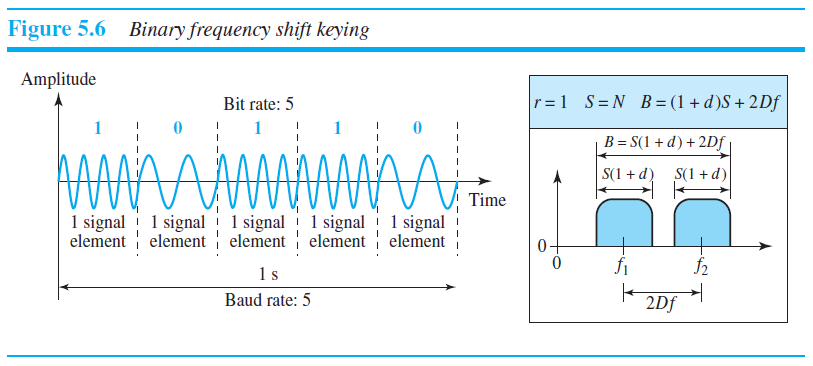 Figure 5.6 Binary frequency shift keying
Amplitude
Bit rate: 5
1 0 1 1 0
Time
1 signal element 1 signal element 1 signal element 1 signal element 1 signal element
1 s
Baud rate: 5
r = 1 S = N B = (1 + d)S + 2Df
B = S(1 + d) + 2Df
S(1 + d) S(1 + d)
0
0 f1 f2
2Df